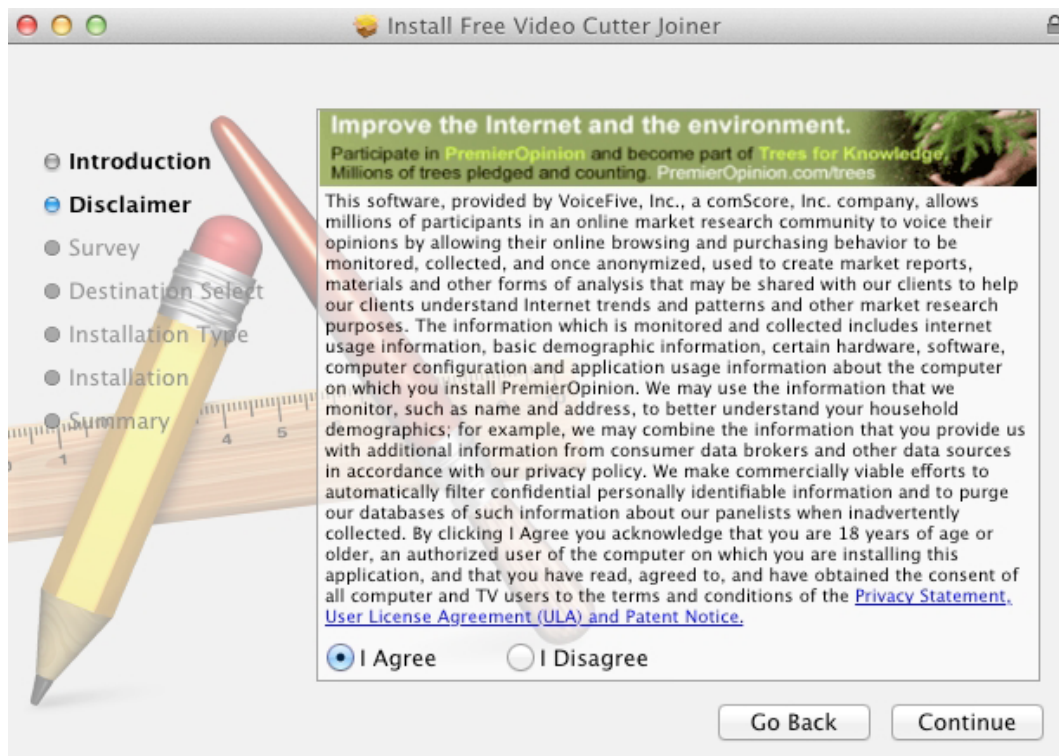 Install Free Video Cutter Joiner
Introduction
Disclaimer
Survey
Destination Select
Installation Type
Installation
Summary
1
4
5
Improve the Internet and the environment.
Participate in PremierOpinion and become part of Trees for Knowledge.
Millions of trees pledged and counting. PremierOpinion.com/trees
This software, provided by VoiceFive, Inc., a comScore, Inc. company, allows
millions of participants in an online market research community to voice their
opinions by allowing their online browsing and purchasing behavior to be
monitored, collected, and once anonymized, used to create market reports,
materials and other forms of analysis that may be shared with our clients to help
our clients understand Internet trends and patterns and other market research
purposes. The information which is monitored and collected includes internet
usage information, basic demographic information, certain hardware, software,
computer configuration and application usage information about the computer
on which you install PremierOpinion. We may use the information that we
monitor, such as name and address, to better understand your household
demographics; for example, we may combine the information that you provide us
with additional information from consumer data brokers and other data sources
in accordance with our privacy policy. We make commercially viable efforts to
automatically filter confidential personally identifiable information and to purge
our databases of such information about our panelists when inadvertently
collected. By clicking I Agree you acknowledge that you are 18 years of age or
older, an authorized user of the computer on which you are installing this
application, and that you have read, agreed to, and have obtained the consent of
all computer and TV users to the terms and conditions of the Privacy Statement,
User License Agreement (ULA) and Patent Notice.
I Agree
I Disagree
Go Back
Continue